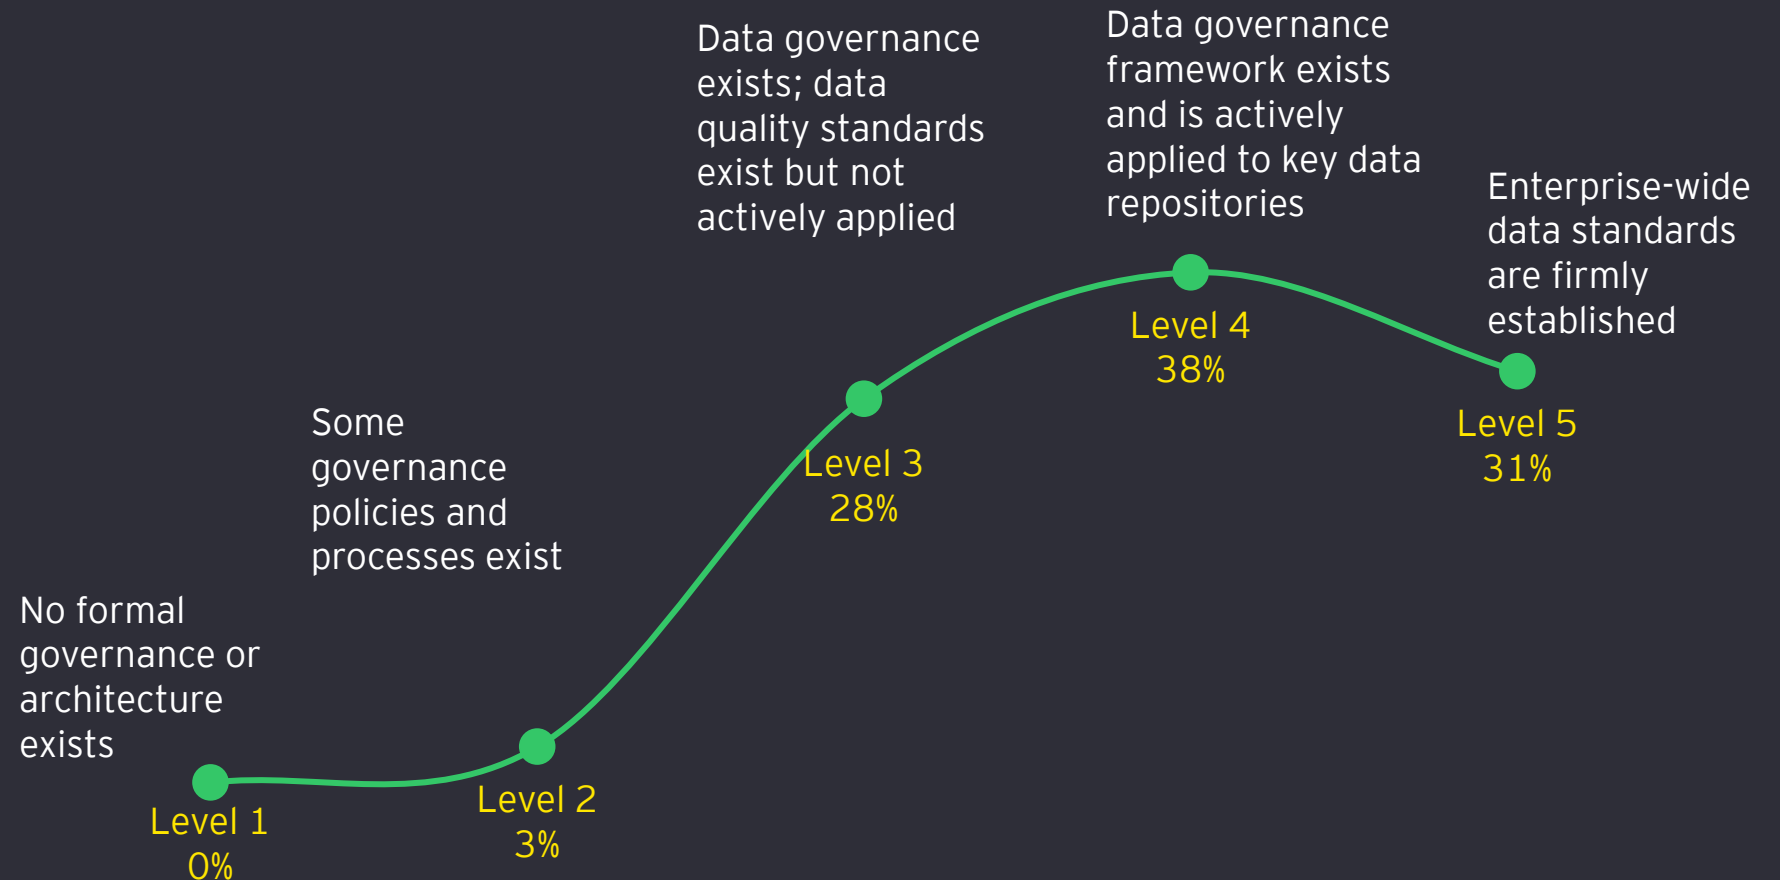 No formal
governance or
architecture
exists
Level 1
0%
Some
governance
policies and
processes exist
Level 2
3%
Data governance
exists; data
quality standards
exist but not
actively applied
Level 3
28%
Data governance
framework exists
and is actively
applied to key data
repositories
Level 4
38%
Enterprise-wide
data standards
are firmly
established
Level 5
31%